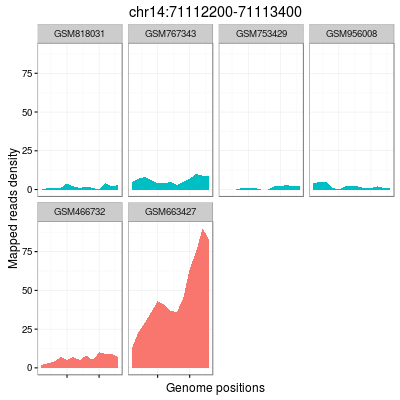 chr14:71112200-71113400
GSM818031 GSM767343 GSM753429 GSM956008
75
50
25
0
GSM466732 GSM663427
75
50
25
0
Mapped reads density
Genome positions